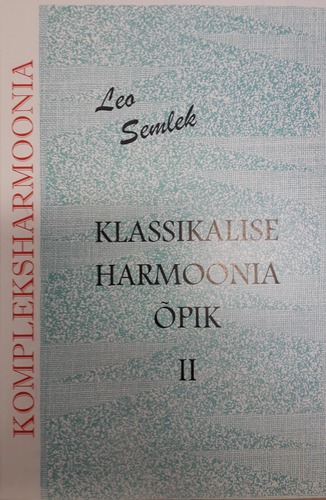 KOMPLEKSHARMOONIA
Leo
Semlek
KLASSIKALISE
HARMOONIA
ÕPIK
II